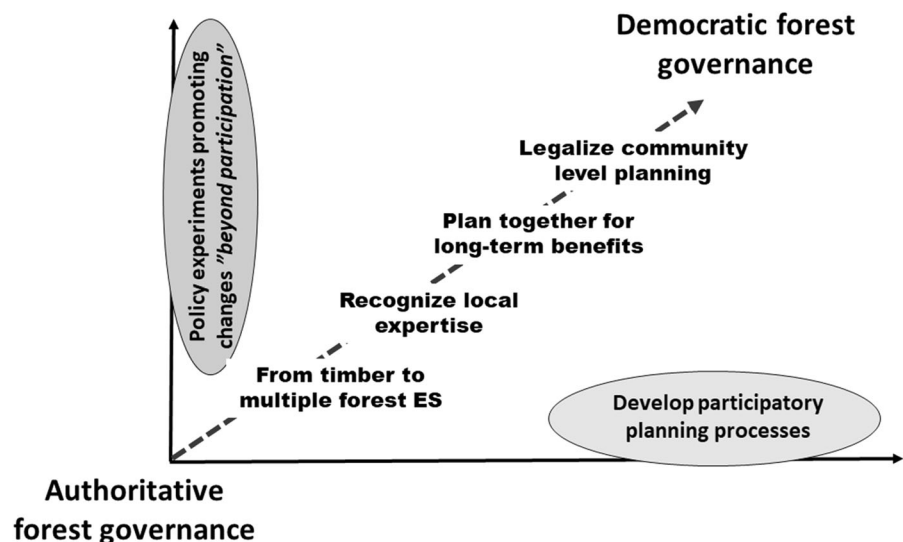 Democratic forest
governance
Policy experiments promoting
changes ”beyond participation”
Legalize community
level planning
Plan together for
long-term benefits
Recognize local
expertise
From timber to
multiple forest ES
Develop participatory
planning processes
Authoritative
forest governance